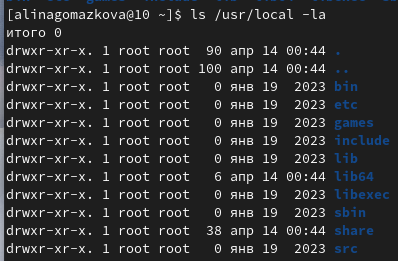 [alinagomazkova@10 ~]$ ls /usr/local -la
итого 0
drwxr-xr-x. 1 root root  90 апр 14 00:44 .
drwxr-xr-x. 1 root root 100 апр 14 00:44 ..
drwxr-xr-x. 1 root root   0 янв 19  2023 bin
drwxr-xr-x. 1 root root   0 янв 19  2023 etc
drwxr-xr-x. 1 root root   0 янв 19  2023 games
drwxr-xr-x. 1 root root   0 янв 19  2023 include
drwxr-xr-x. 1 root root   0 янв 19  2023 lib
drwxr-xr-x. 1 root root   6 апр 14 00:44 lib64
drwxr-xr-x. 1 root root   0 янв 19  2023 libexec
drwxr-xr-x. 1 root root   0 янв 19  2023 sbin
drwxr-xr-x. 1 root root  38 апр 14 00:44 share
drwxr-xr-x. 1 root root   0 янв 19  2023 src